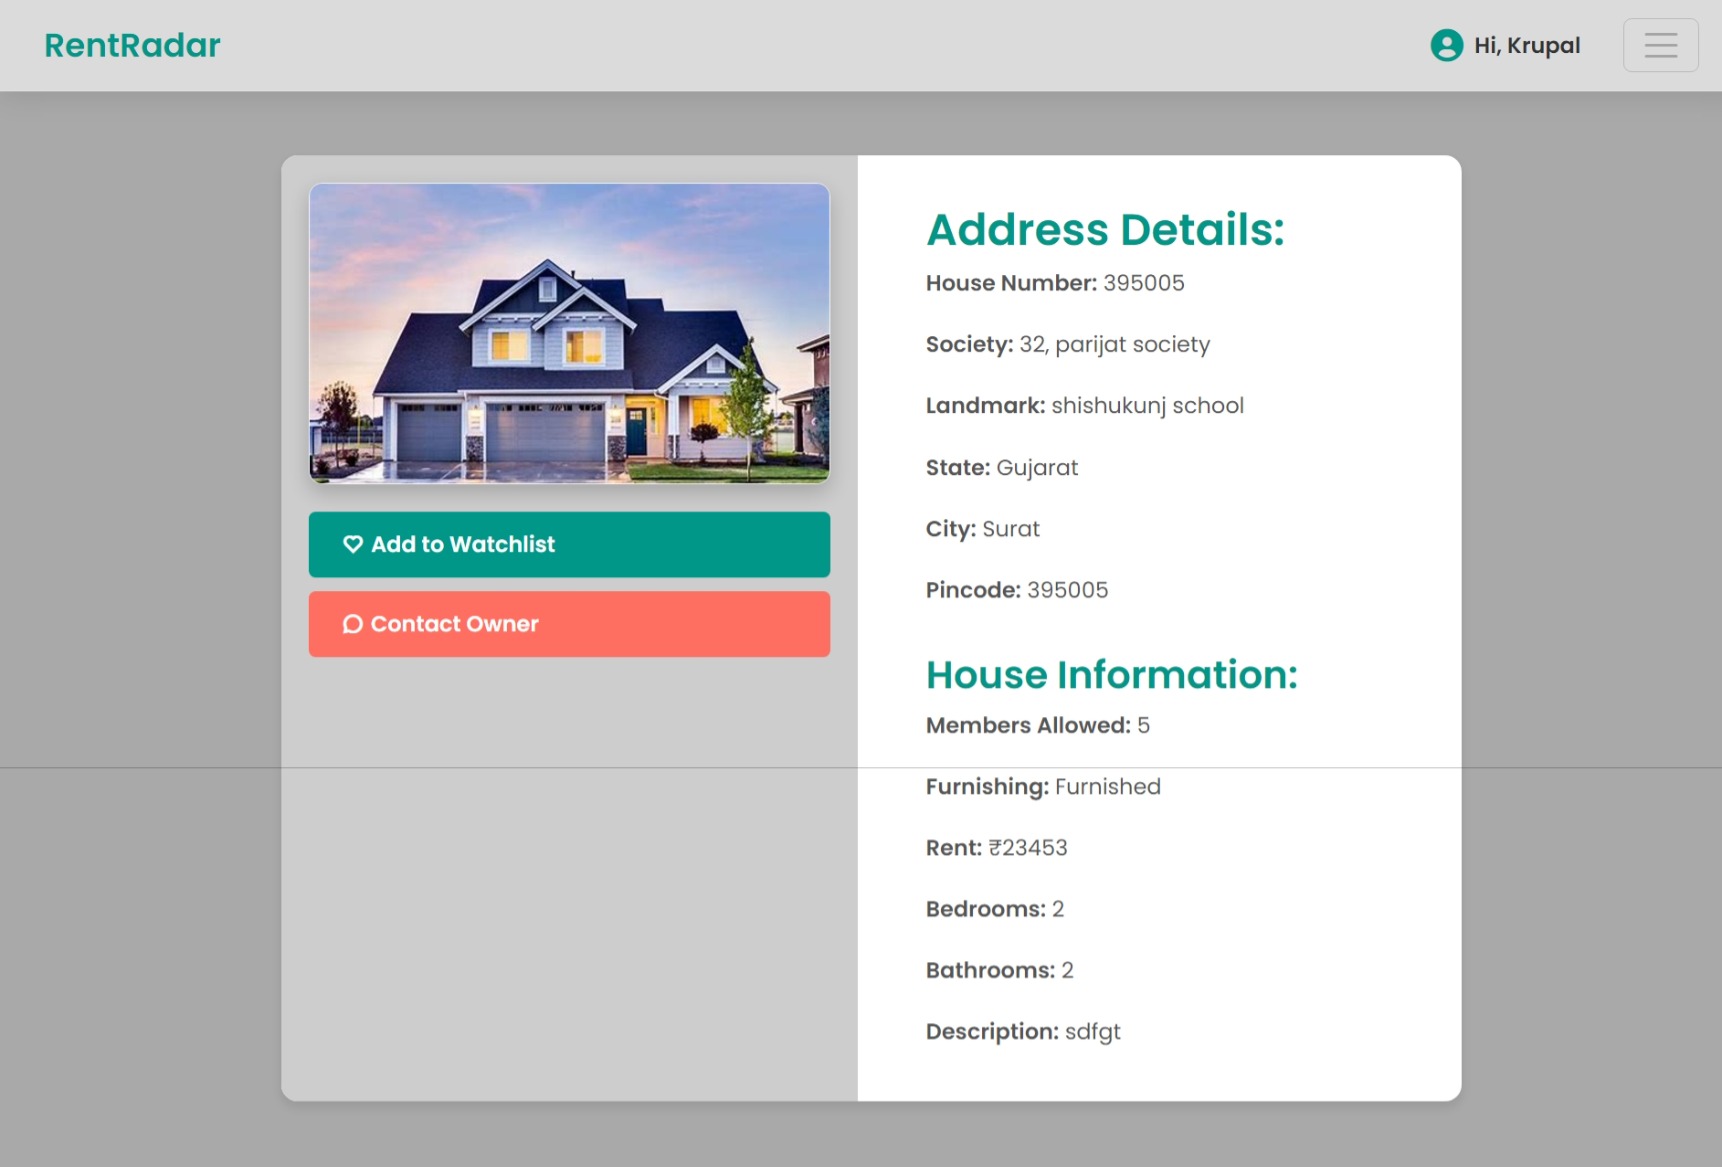 RentRadar
Hi, Krupal
Add to Watchlist
Contact Owner
Address Details:
House Number: 395005
Society: 32, parijat society
Landmark: shishukunj school
State: Gujarat
City: Surat
Pincode: 395005
House Information:
Members Allowed: 5
Furnishing: Furnished
Rent: ₹23453
Bedrooms: 2
Bathrooms: 2
Description: sdfgt